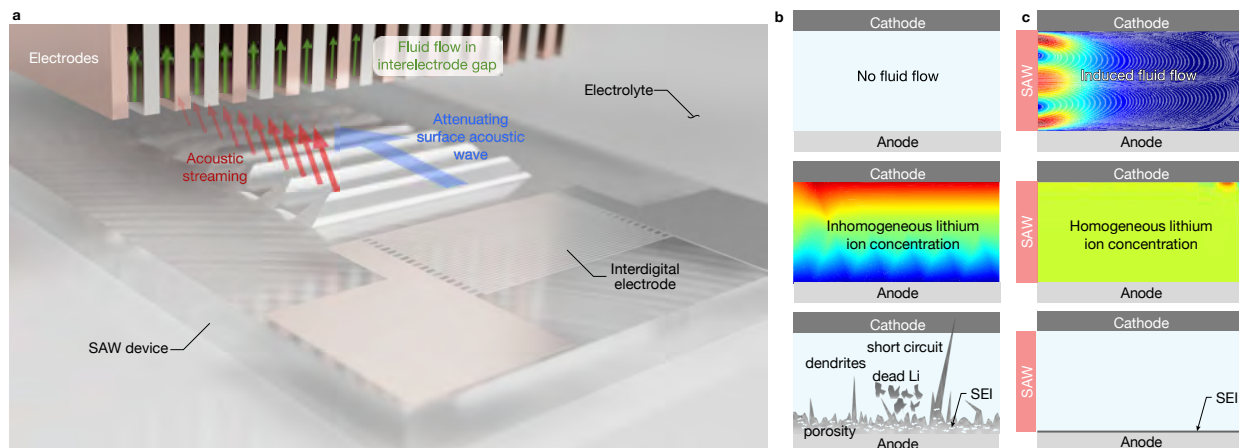 a
Electrodes
Fluid flow in
interelectrode gap
Electrolyte
Attenuating
surface acoustic
wave
Acoustic
streaming
Interdigital
electrode
SAW device
b
Cathode
No fluid flow
Anode
Cathode
Inhomogeneous lithium
ion concentration
Anode
Cathode
short circuit
dendrites
dead Li
SEI
porosity
Anode
c
Cathode
SAW
Induced fluid flow
Anode
Cathode
SAW
Homogeneous lithium
ion concentration
Anode
Cathode
SAW
SEI
Anode